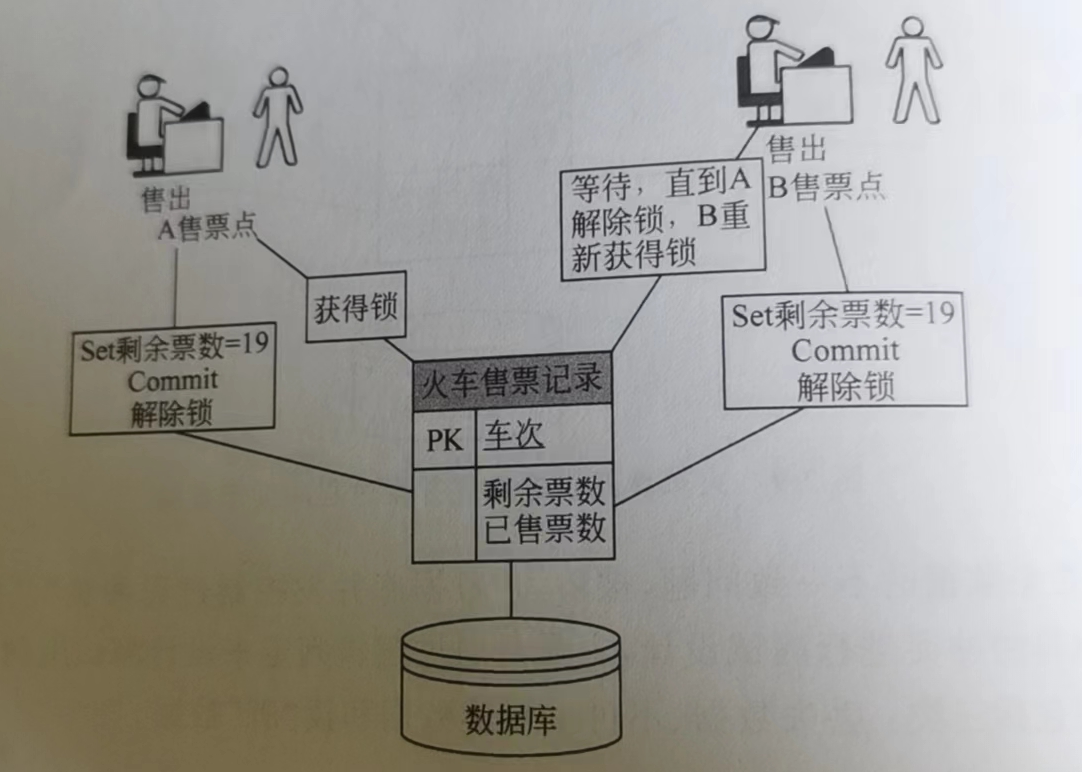 售出
A售票点
获得锁
Set剩余票数=19
Commit
解除锁
售出
B售票点
等待，直到A
解除锁，B重
新获得锁
Set剩余票数=19
Commit
解除锁
火车售票记录
PK 车次
剩余票数
已售票数
数据库